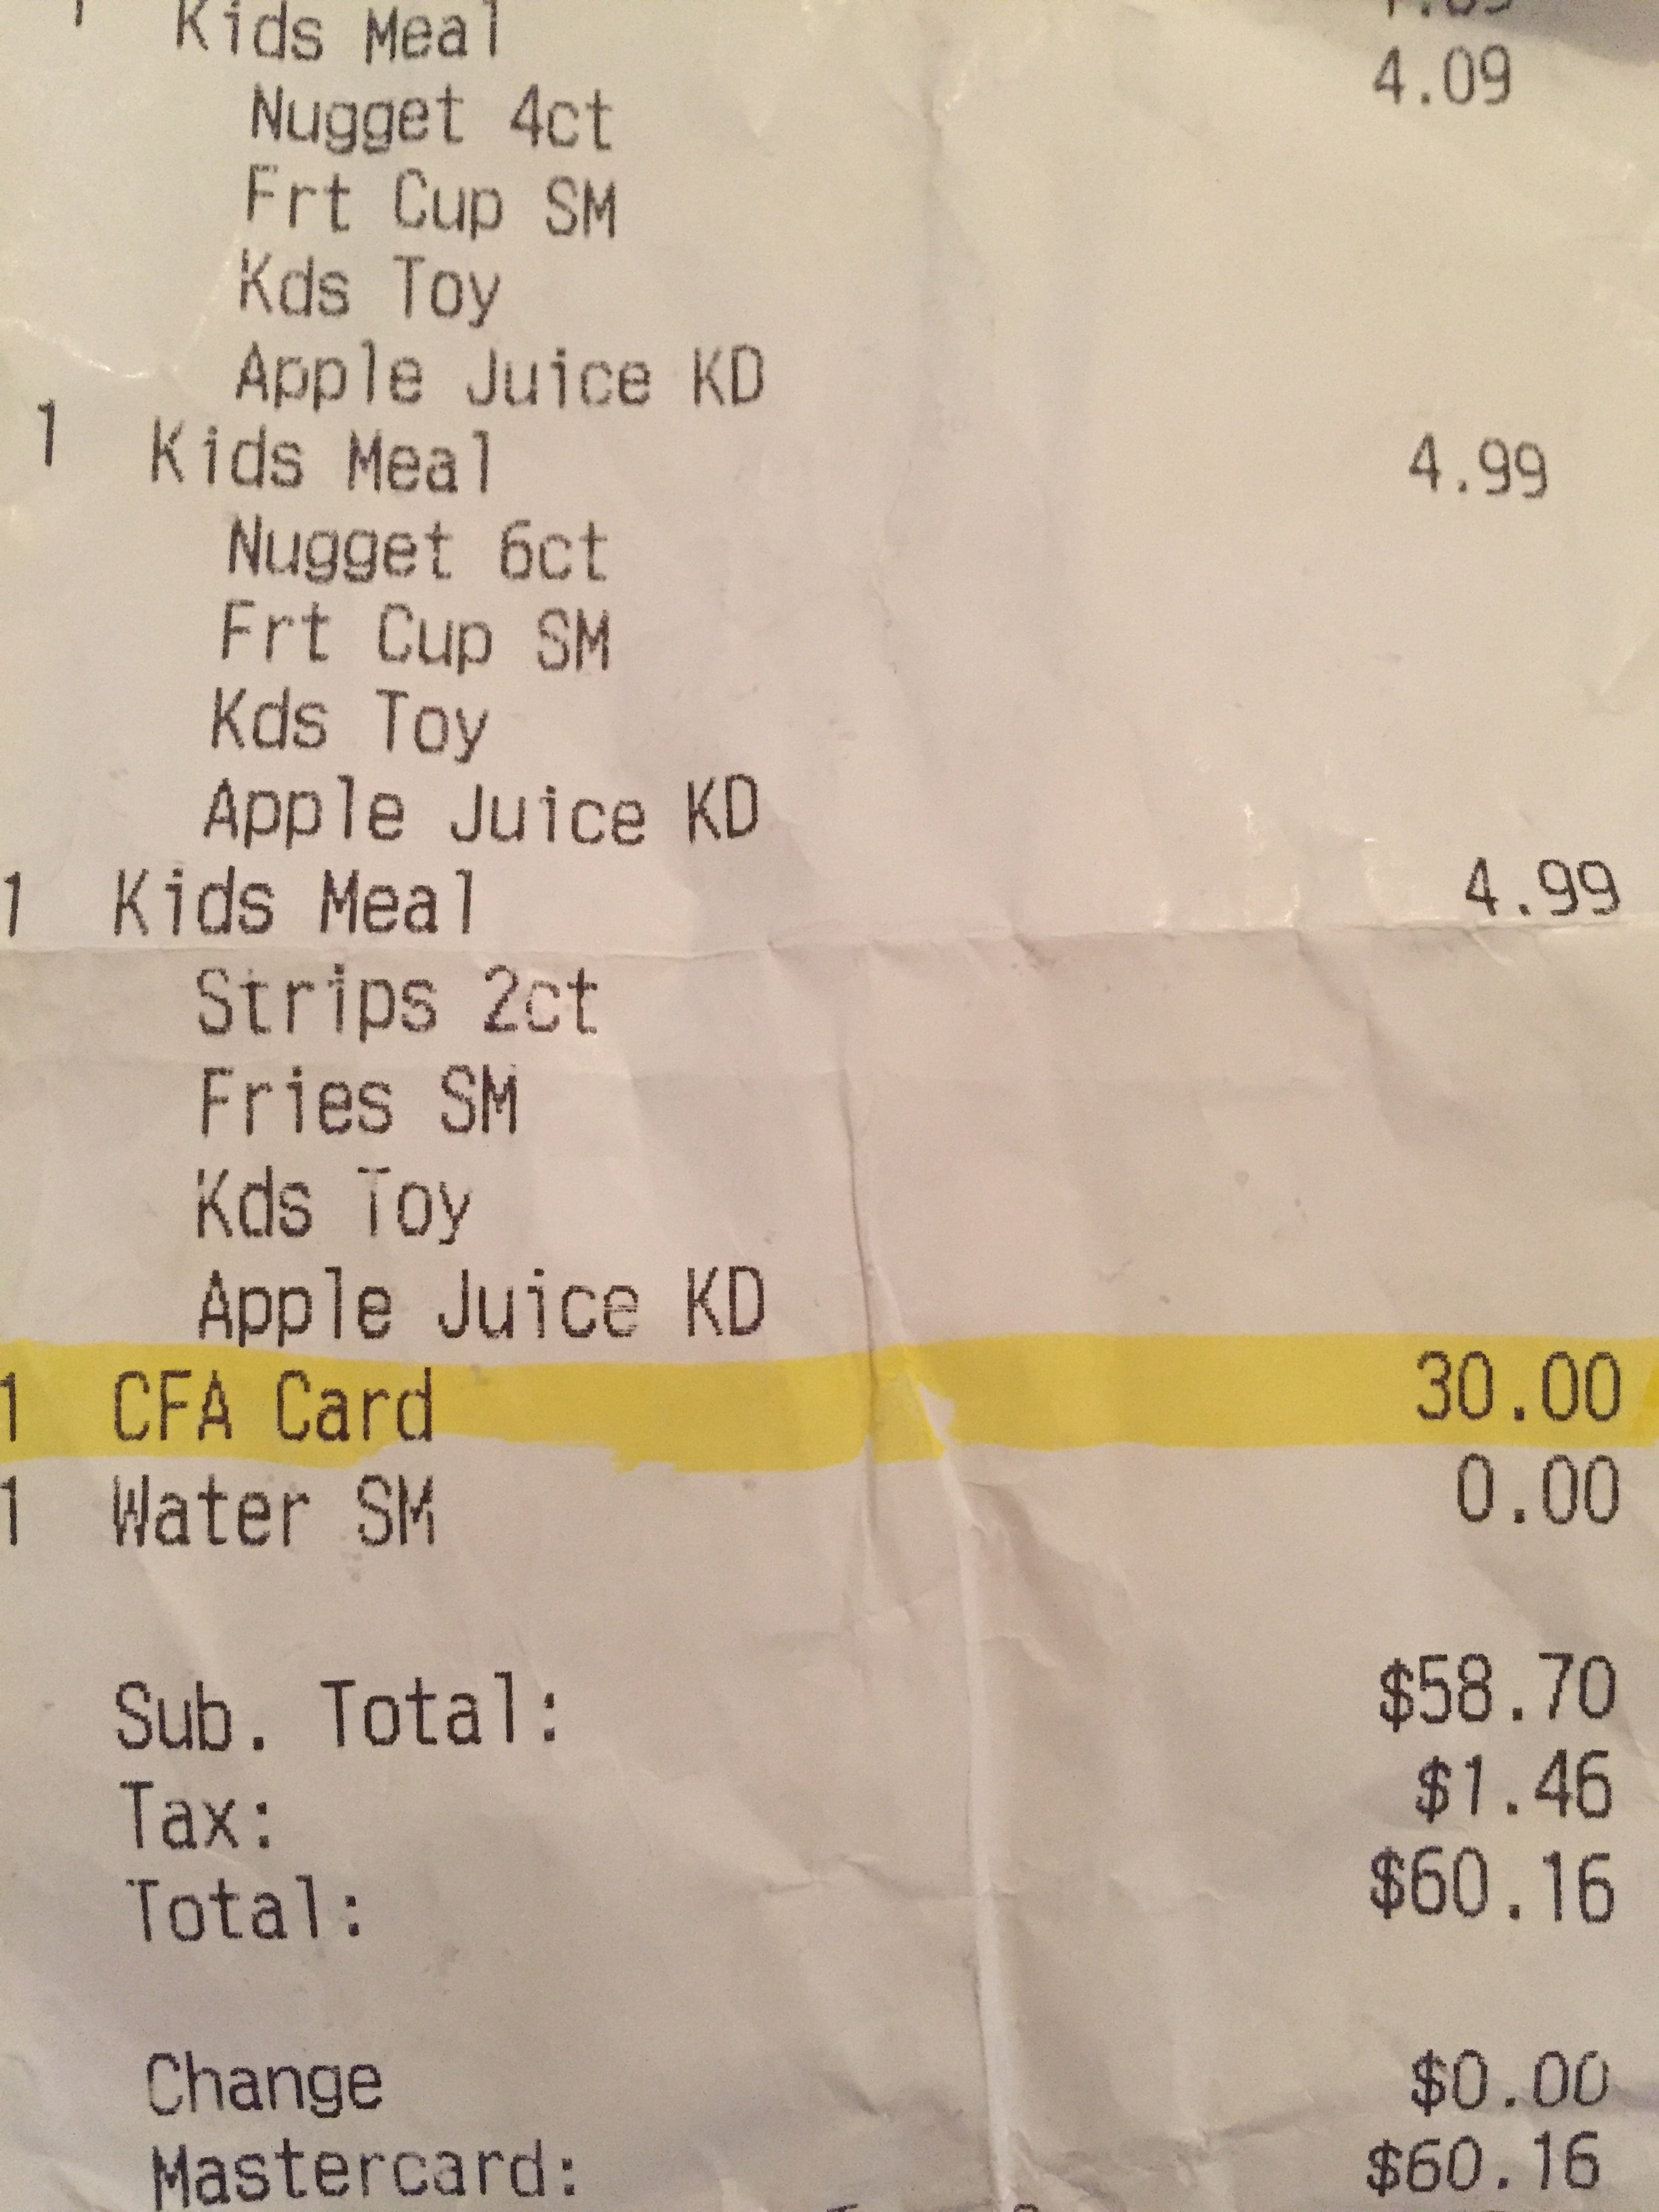 Kids Meal 4.09
Nugget 4ct
Frt Cup SM
Kds Toy
Apple Juice KD
1 Kids Meal 4.99
Nugget 6ct
Frt Cup SM
Kds Toy
Apple Juice KD
1 Kids Meal 4.99
Strips 2ct
Fries SM
Kds Toy
Apple Juice KD
1 CFA Card 30.00
1 Water SM 0.00
Sub. Total: $58.70
Tax: $1.46
Total: $60.16
Change $0.00
Mastercard: $60.16